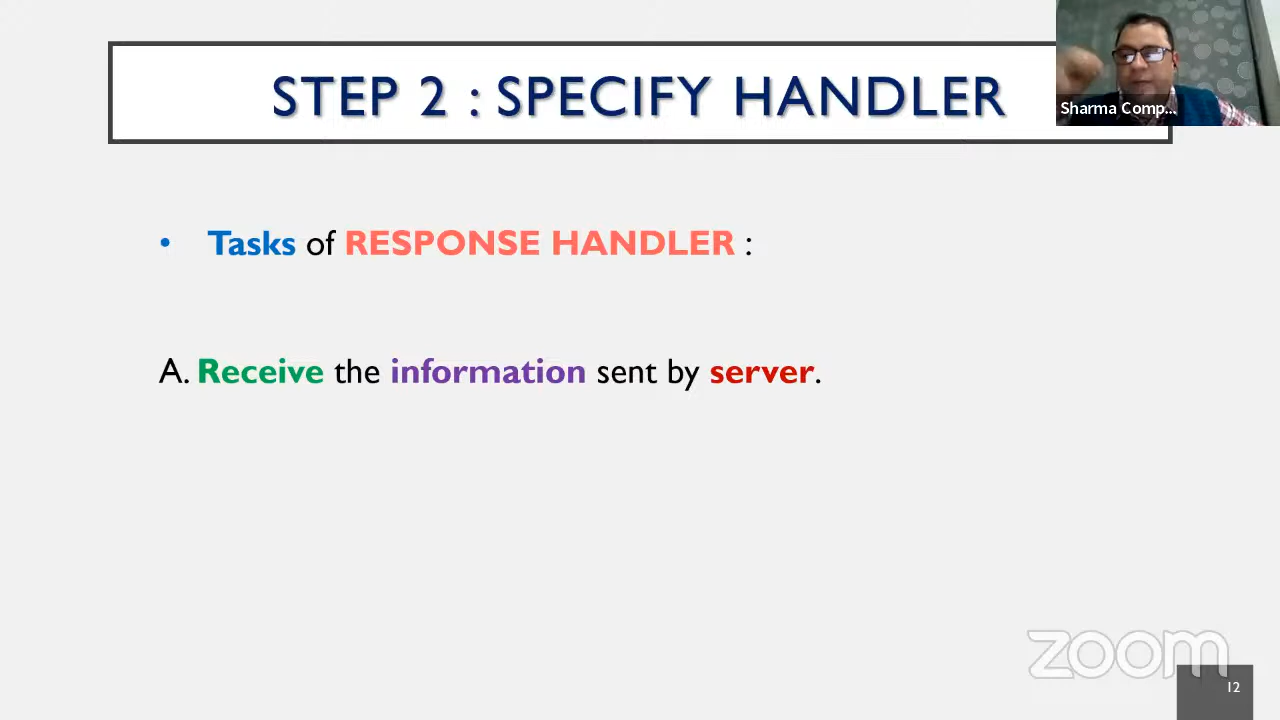 STEP 2 : SPECIFY HANDLER
Sharma Comp...
• Tasks of RESPONSE HANDLER :
A. Receive the information sent by server.
zoom
12